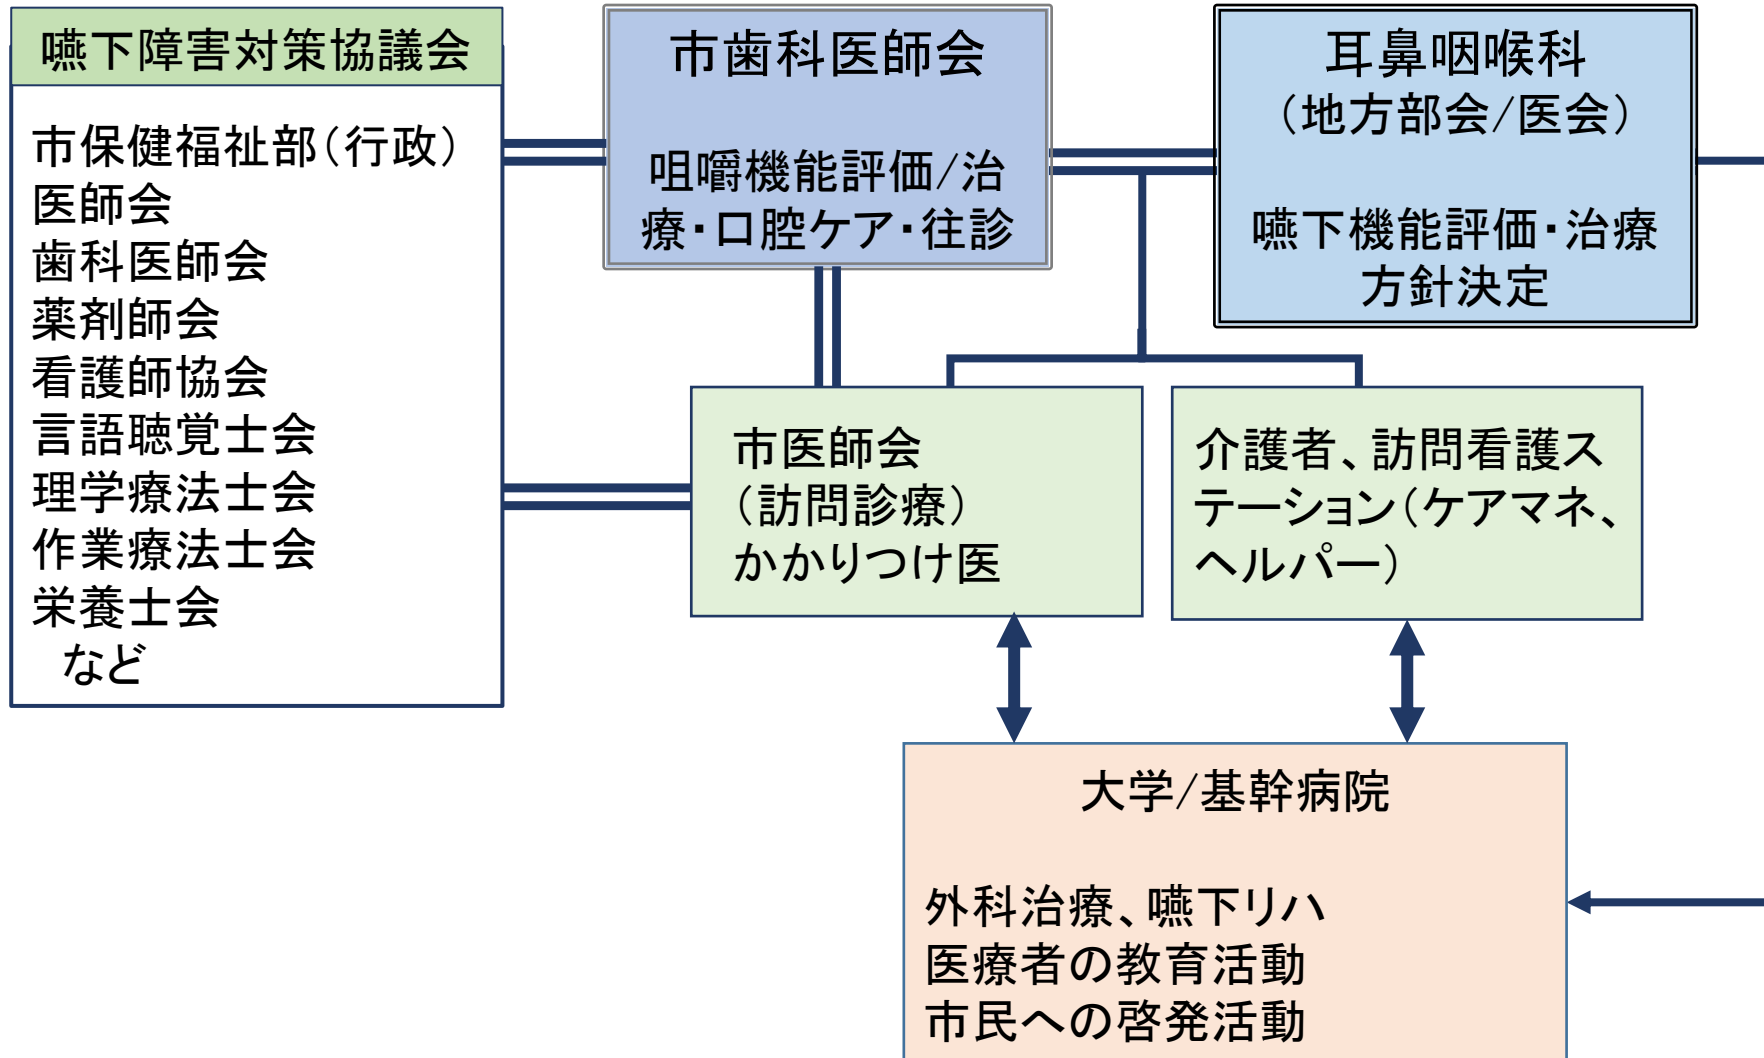 嚥下障害対策協議会
市保健福祉部（行政）
医師会
歯科医師会
薬剤師会
看護師協会
言語聴覚士会
理学療法士会
作業療法士会
栄養士会
など
市歯科医師会
咀嚼機能評価/治
療・口腔ケア・往診
耳鼻咽喉科
（地方部会/医会）
嚥下機能評価・治療
方針決定
市医師会
（訪問診療）
かかりつけ医
介護者、訪問看護ス
テーション（ケアマネ、
ヘルパー）
大学/基幹病院
外科治療、嚥下リハ
医療者の教育活動
市民への啓発活動